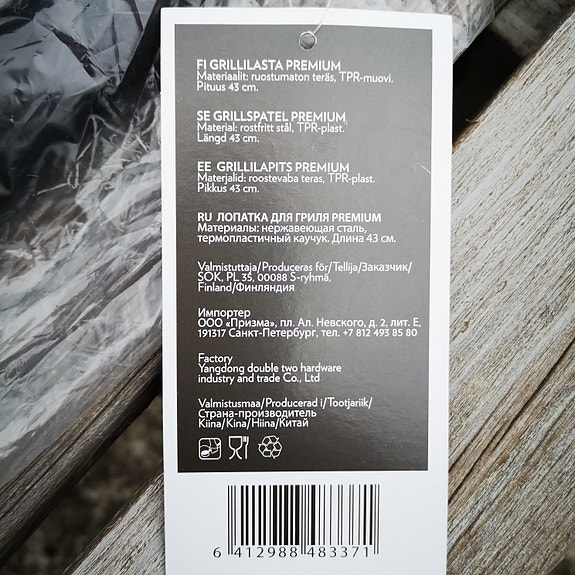 FI GRILLILASTA PREMIUM
Materiaalit: ruostumaton teräs, TPR-muovi.
Pituus 43 cm.
SE GRILLSPATEL PREMIUM
Material: rostfritt stål, TPR-plast.
Längd 43 cm.
EE GRILLILAPITS PREMIUM
Materjalid: roostevaba teras, TPR-plast.
Pikkus 43 cm.
RU ЛОПАТКА ДЛЯ ГРИЛЯ PREMIUM
Материалы: нержавеющая сталь,
термопластичный каучук. Длина 43 см.
Valmistuttaja/Produceras för/Tellija/Заказчик/
SOK, PL 35, 00088 S-ryhmä,
Finland/Финляндия
Импортер
ООО «Призма», пл. Ал. Невского, д. 2, лит. Е,
191317 Санкт-Петербург, тел. +7 812 493 85 80
Factory
Yangdong double two hardware
industry and trade Co., Ltd
Valmistusmaa/Producerad i/Tootjariik/
Страна-производитель
Kiina/Kina/Hiina/Китай
6 412988 483371